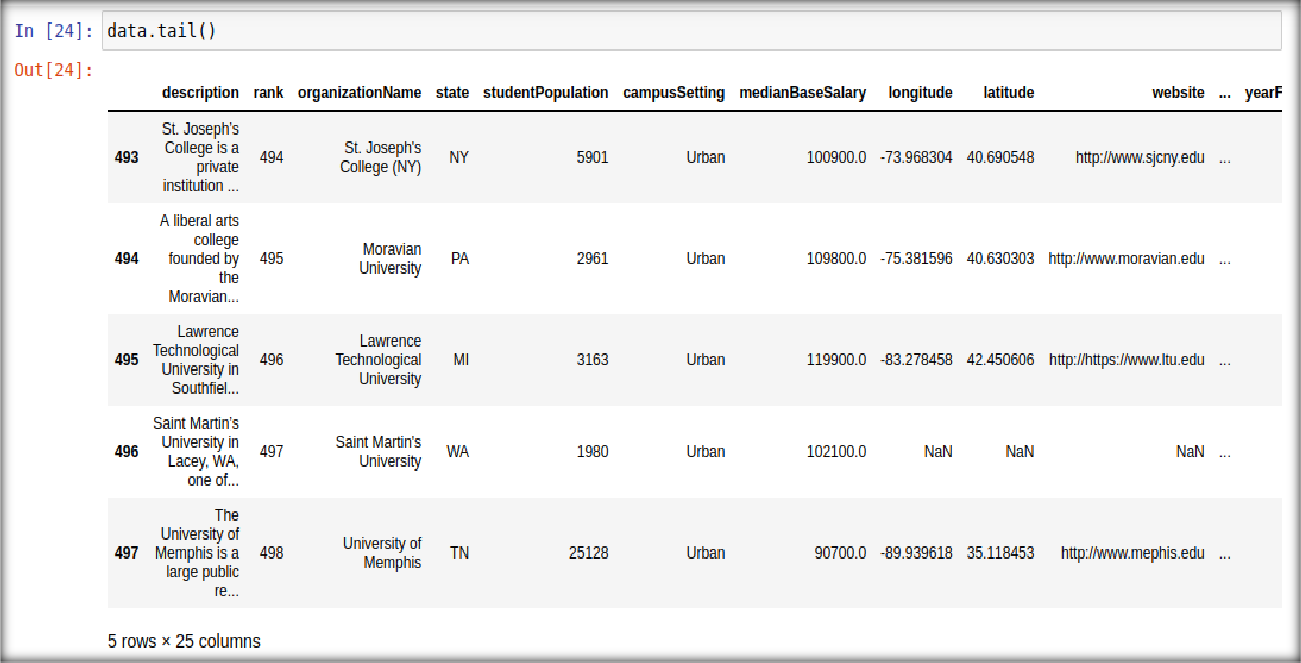 In [24]: data.tail()
Out[24]:
description rank organizationName state studentPopulation campusSetting medianBaseSalary longitude latitude website ... yearF
493 St. Joseph's College is a private institution ... 494 St. Joseph's College (NY) NY 5901 Urban 100900.0 -73.968304 40.690548 http://www.sjcny.edu ...
494 A liberal arts college founded by the Moravian... 495 Moravian University PA 2961 Urban 109800.0 -75.381596 40.630303 http://www.moravian.edu ...
495 Lawrence Technological University in Southfiel... 496 Lawrence Technological University MI 3163 Urban 119900.0 -83.278458 42.450606 http://https://www.ltu.edu ...
496 Saint Martin's University in Lacey, WA, one of... 497 Saint Martin's University WA 1980 Urban 102100.0 NaN NaN NaN ...
497 The University of Memphis is a large public re... 498 University of Memphis TN 25128 Urban 90700.0 -89.939618 35.118453 http://www.mephis.edu ...
5 rows × 25 columns